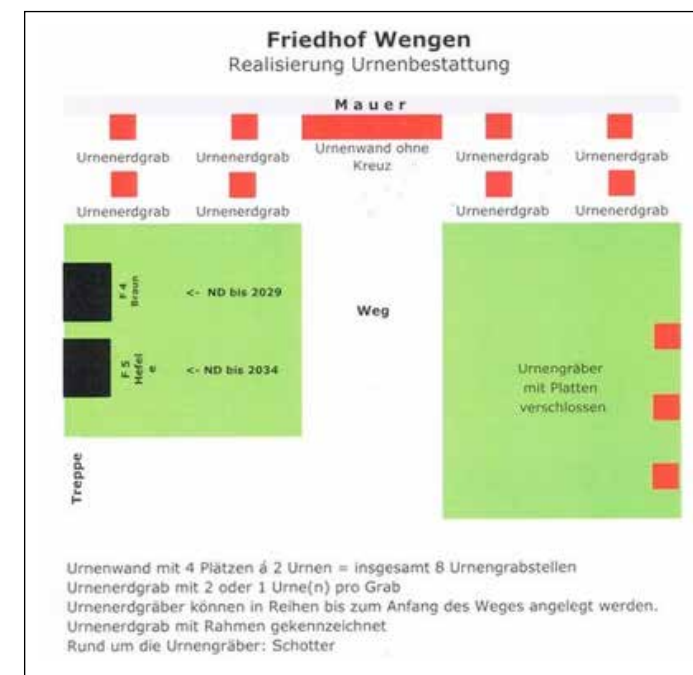 Friedhof Wengen
Realisierung Urnenbestattung
Mauer
Urnenerdgrab Urnenerdgrab Urnenwand ohne Kreuz Urnenerdgrab Urnenerdgrab
Urnenerdgrab Urnenerdgrab Urnenerdgrab Urnenerdgrab
F 4
Braun
<- ND bis 2029
Weg
F 5
Hefel
e
<- ND bis 2034
Urnengräber
mit Platten
verschlossen
Treppe
Urnenwand mit 4 Plätzen á 2 Urnen = insgesamt 8 Urnengrabstellen
Urnenerdgrab mit 2 oder 1 Urne(n) pro Grab
Urnenerdgräber können in Reihen bis zum Anfang des Weges angelegt werden.
Urnenerdgrab mit Rahmen gekennzeichnet
Rund um die Urnengräber: Schotter